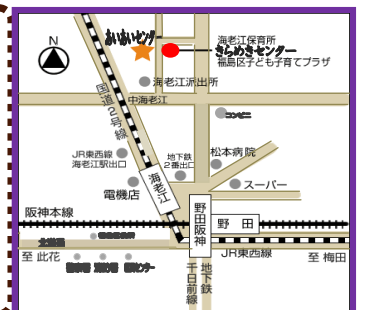 N
あいあいセンター
海老江保育所
きらめきセンター
福島区子ども子育てプラザ
海老江派出所
中海老江
国道2号線
コンビニ
JR東西線
海老江駅出口
地下鉄
2番出口
松本病院
海老江
電機店
スーパー
阪神本線
野田阪神
野田
至 此花
JR東西線
至 梅田
地下鉄
千日前線